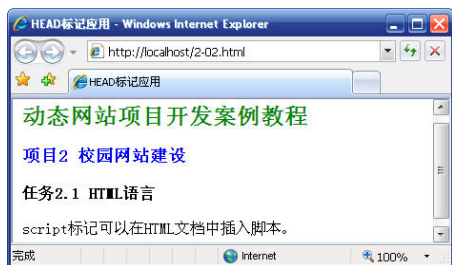 HEAD标记应用 - Windows Internet Explorer
http://localhost/2-02.html
HEAD标记应用
动态网站项目开发案例教程
项目2 校园网站建设
任务2.1 HTML语言
script标记可以在HTML文档中插入脚本。
完成 Internet 100%